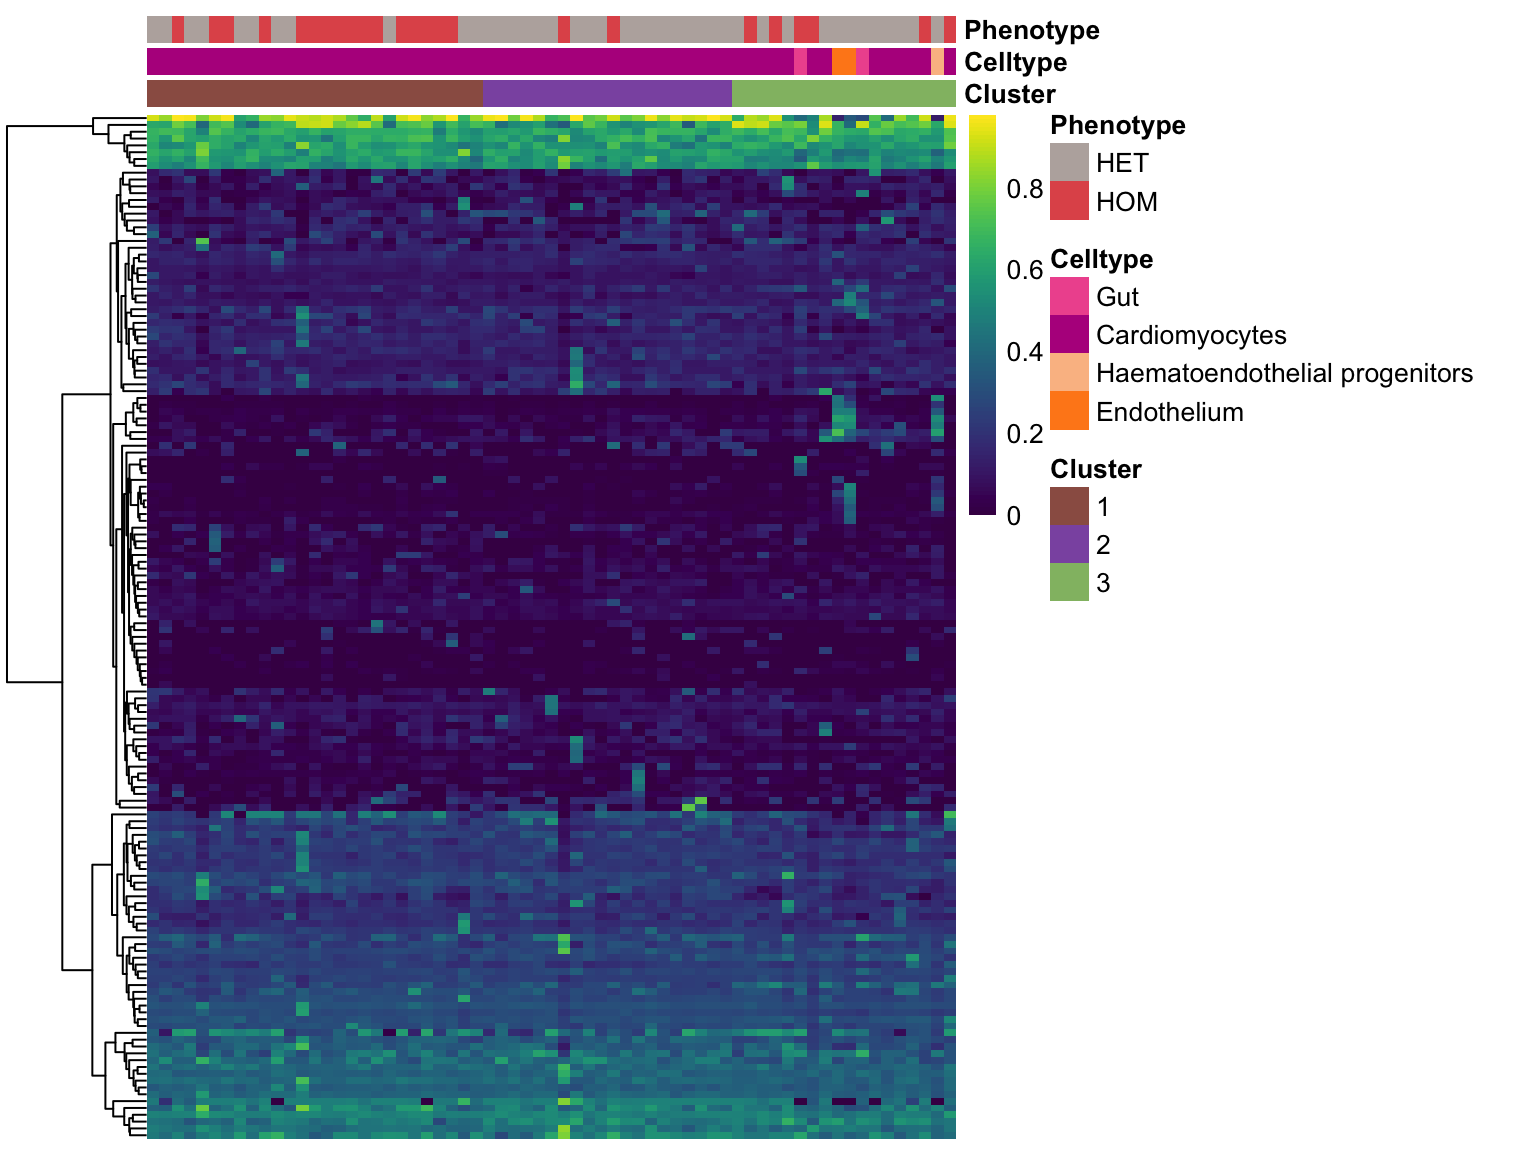 Phenotype
Celltype
Cluster
0.8
0.6
0.4
0.2
0
Phenotype
HET
HOM
Celltype
Gut
Cardiomyocytes
Haematoendothelial progenitors
Endothelium
Cluster
1
2
3